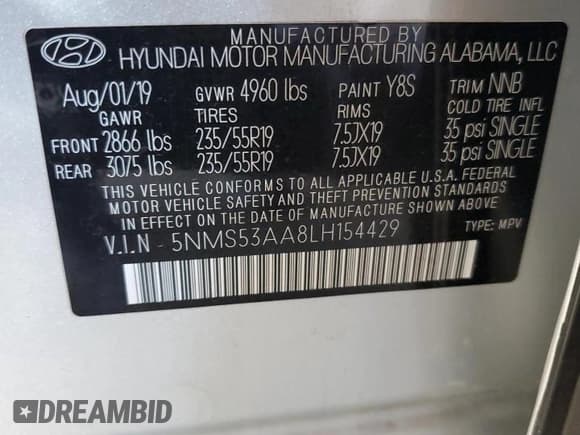 MANUFACTURED BY
HYUNDAI MOTOR MANUFACTURING ALABAMA, LLC
Aug/01/19 GVWR 4960 lbs PAINT Y8S TRIM NNB
GAWR TIRES RIMS COLD TIRE INFL
FRONT 2866 lbs 235/55R19 7.5JX19 35 psi SINGLE
REAR 3075 lbs 235/55R19 7.5JX19 35 psi SINGLE
THIS VEHICLE CONFORMS TO ALL APPLICABLE U.S.A. FEDERAL
MOTOR VEHICLE SAFETY AND THEFT PREVENTION STANDARDS
IN EFFECT ON THE DATE OF MANUFACTURE SHOWN ABOVE.
V.I.N - 5NMS53AA8LH154429 TYPE: MPV
DREAMBID